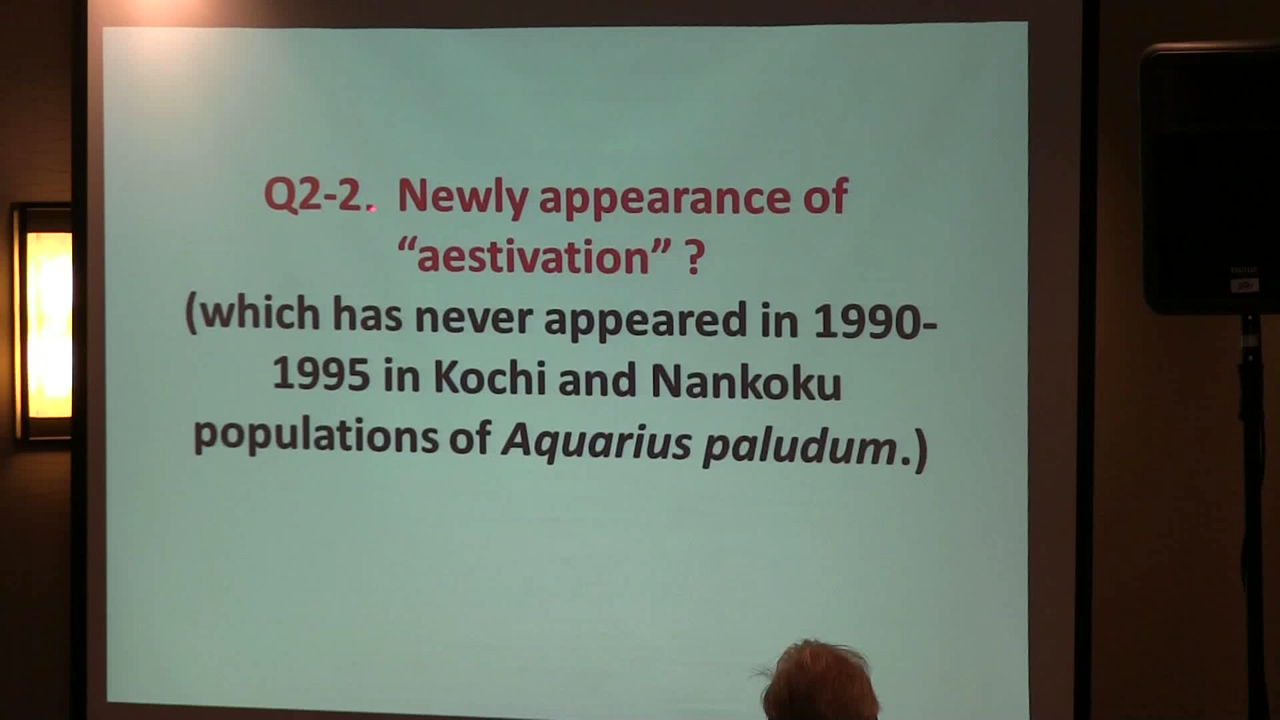 Q2-2. Newly appearance of
“aestivation” ?
(which has never appeared in 1990-
1995 in Kochi and Nankoku
populations of Aquarius paludum.)